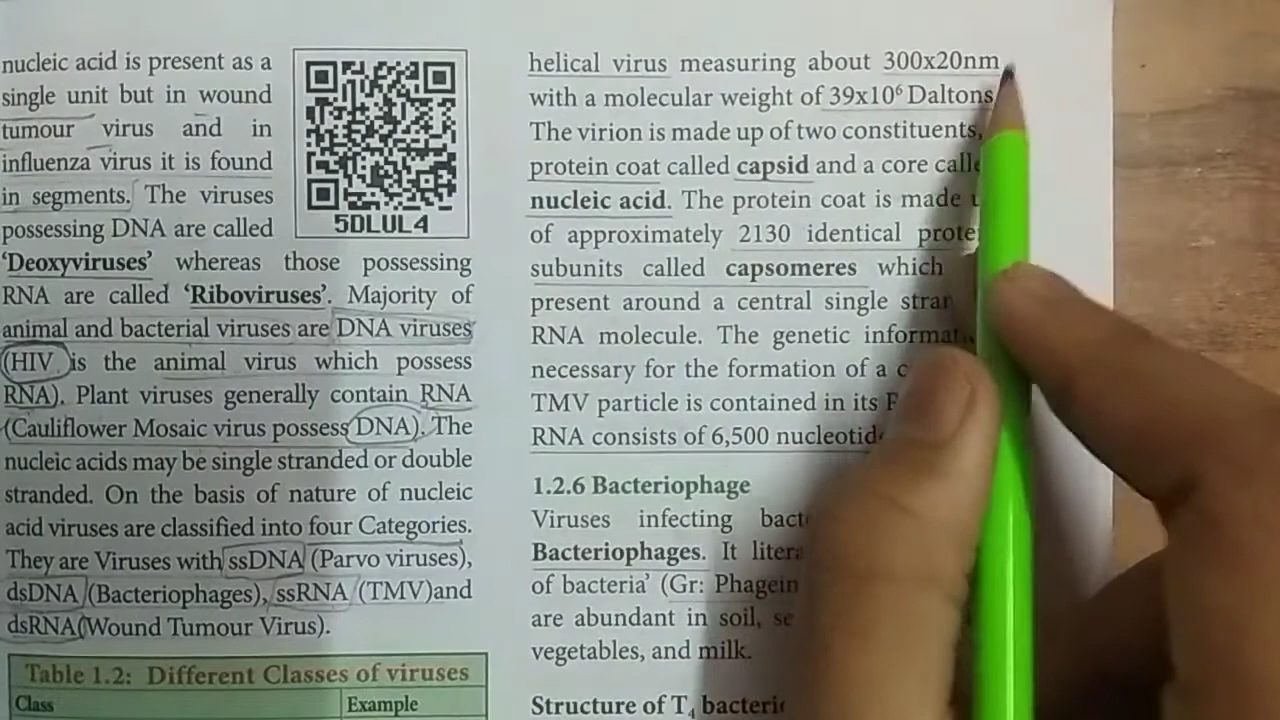 nucleic acid is present as a
single unit but in wound
tumour virus and in
influenza virus it is found
in segments. The viruses
possessing DNA are called
5DLUL4
‘Deoxyviruses’ whereas those possessing
RNA are called ‘Riboviruses’. Majority of
animal and bacterial viruses are DNA viruses
(HIV is the animal virus which possess
RNA). Plant viruses generally contain RNA
(Cauliflower Mosaic virus possess DNA). The
nucleic acids may be single stranded or double
stranded. On the basis of nature of nucleic
acid viruses are classified into four Categories.
They are Viruses with ssDNA (Parvo viruses),
dsDNA (Bacteriophages), ssRNA (TMV)and
dsRNA(Wound Tumour Virus).
Table 1.2: Different Classes of viruses
Class Example
helical virus measuring about 300x20nm
with a molecular weight of 39x10⁶ Daltons
The virion is made up of two constituents,
protein coat called capsid and a core
nucleic acid. The protein coat is made
of approximately 2130 identical
subunits called capsomeres which
present around a central single
RNA molecule. The genetic
necessary for the formation of a
TMV particle is contained in its
RNA consists of 6,500
1.2.6 Bacteriophage
Viruses infecting
Bacteriophages. It
of bacteria’ (Gr: Phagein
are abundant in soil,
vegetables, and milk.
Structure of T₄